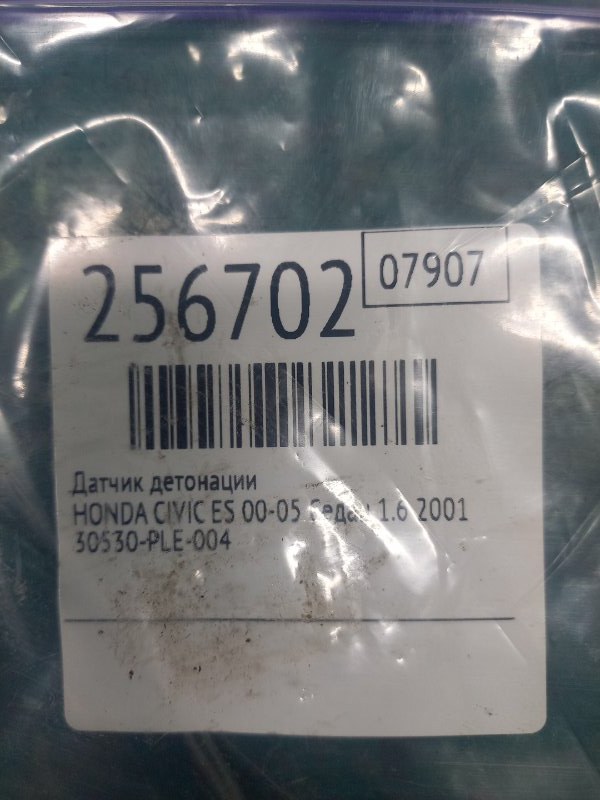 256702
07907
Датчик детонации
HONDA CIVIC ES 00-05 Седан 1.6 2001
30530-PLE-004